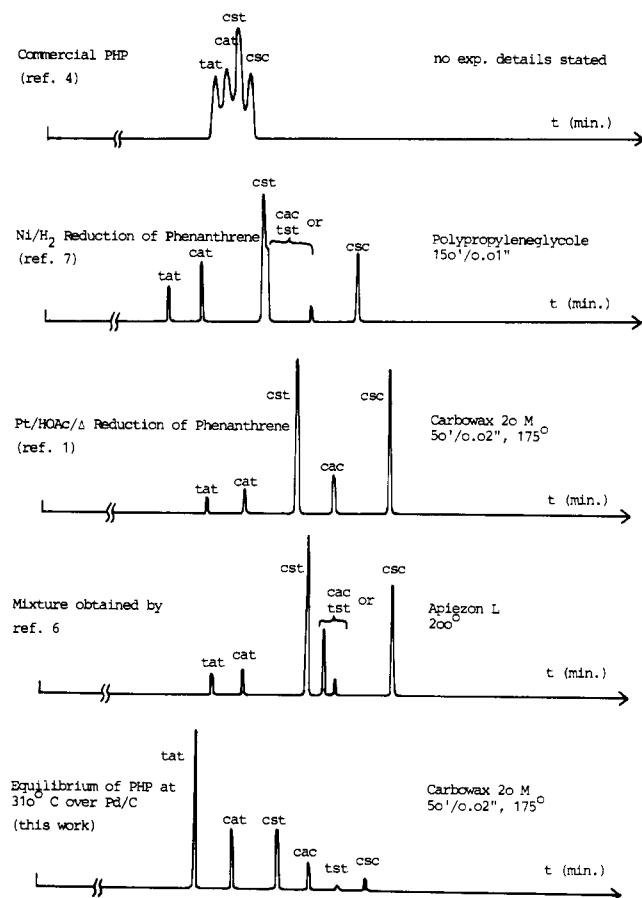 cst
cat
tat
csc
Commercial PHP
(ref. 4)
no exp. details stated
t (min.)
cst
cac or
tst
cat
tat
csc
Ni/H2 Reduction of Phenanthrene
(ref. 7)
Polypropyleneglycole
15o'/o.o1"
t (min.)
cst
csc
Pt/HOAc/Δ Reduction of Phenanthrene
(ref. 1)
Carbowax 2o M
5o'/o.o2", 175°
cac
cat
tat
t (min.)
cst
csc
cac or
tst
Mixture obtained by
ref. 6
Apiezon L
2oo°
cat
tat
t (min.)
tat
Equilibrium of PHP at
31o° C over Pd/C
(this work)
Carbowax 2o M
5o'/o.o2", 175°
cat
cst
cac
tst
csc
t (min.)